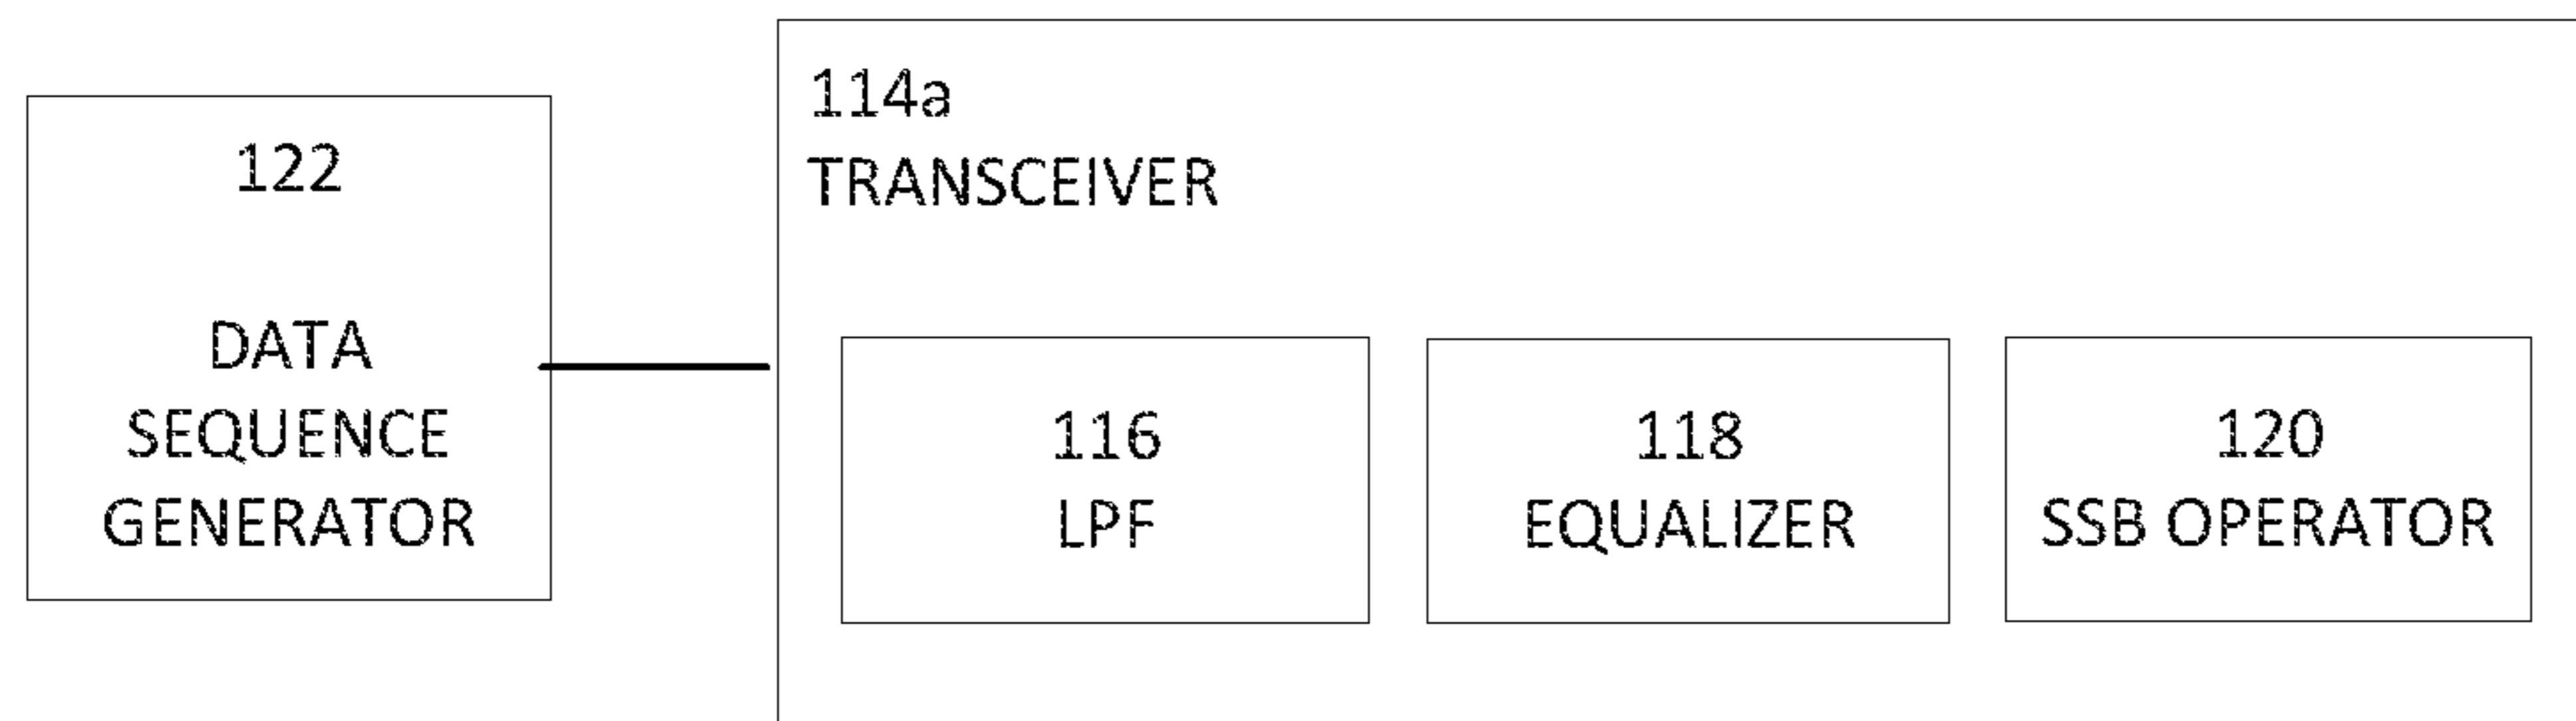 122
DATA
SEQUENCE
GENERATOR
114a
TRANSCEIVER
116
LPF
118
EQUALIZER
120
SSB OPERATOR